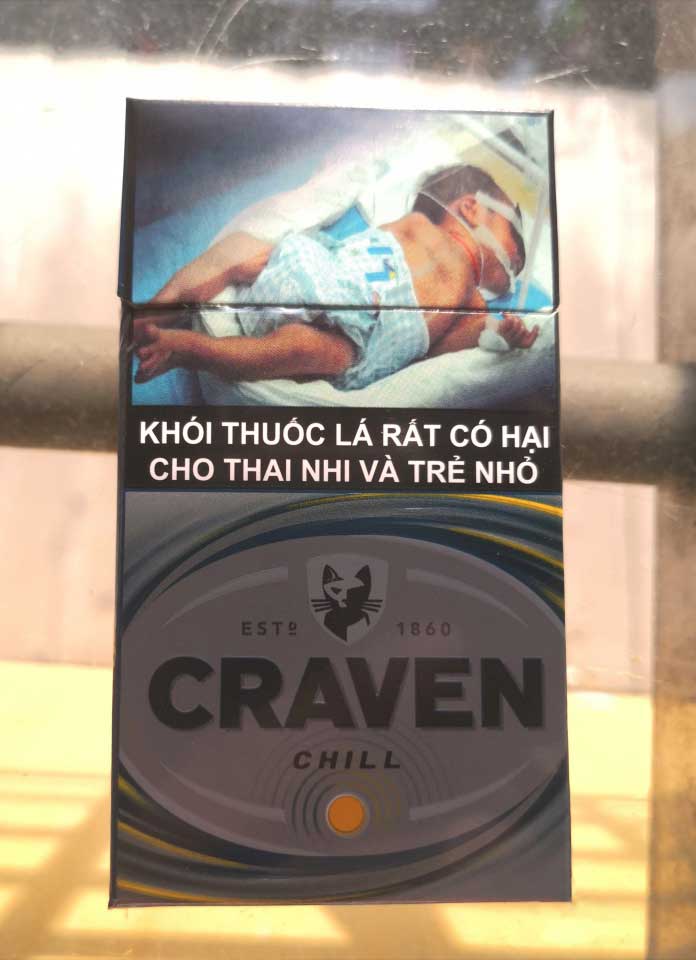 KHÓI THUỐC LÁ RẤT CÓ HẠI
CHO THAI NHI VÀ TRẺ NHỎ
ESTD 1860
CRAVEN
CHILL